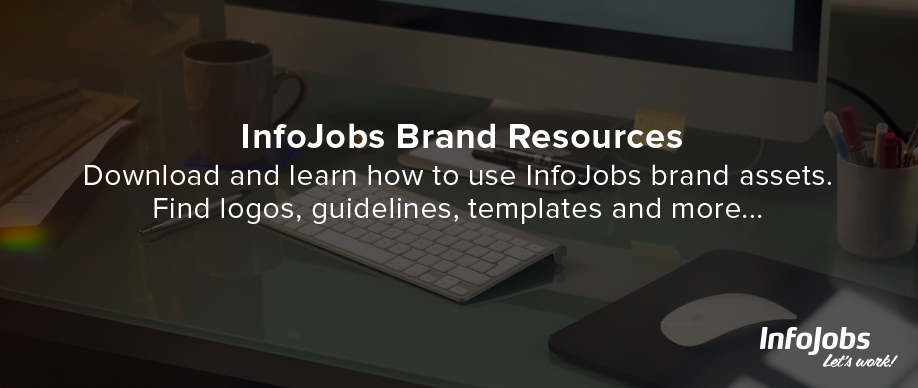 InfoJobs Brand Resources
Download and learn how to use InfoJobs brand assets.
Find logos, guidelines, templates and more...
InfoJobs
Let's work!